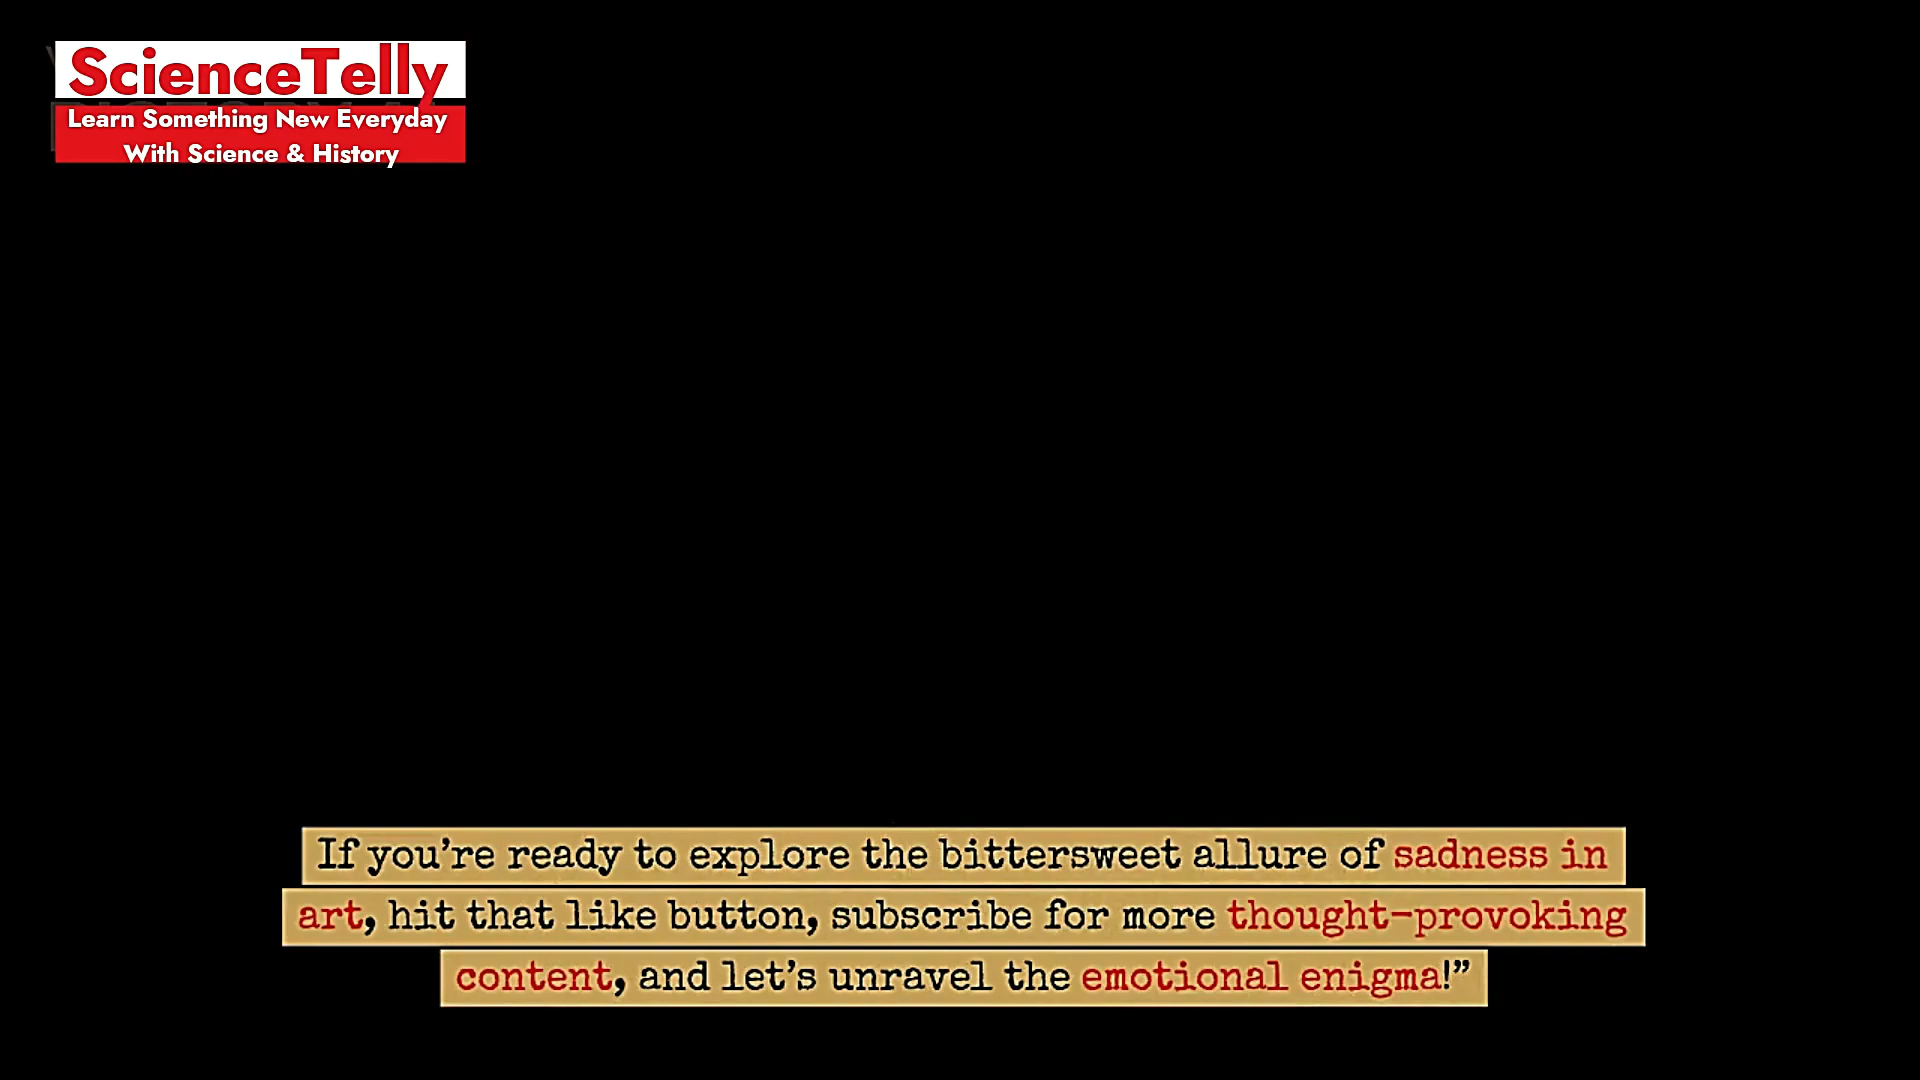 ScienceTelly
Learn Something New Everyday
With Science & History
If you’re ready to explore the bittersweet allure of sadness in
art, hit that like button, subscribe for more thought-provoking
content, and let’s unravel the emotional enigma!”